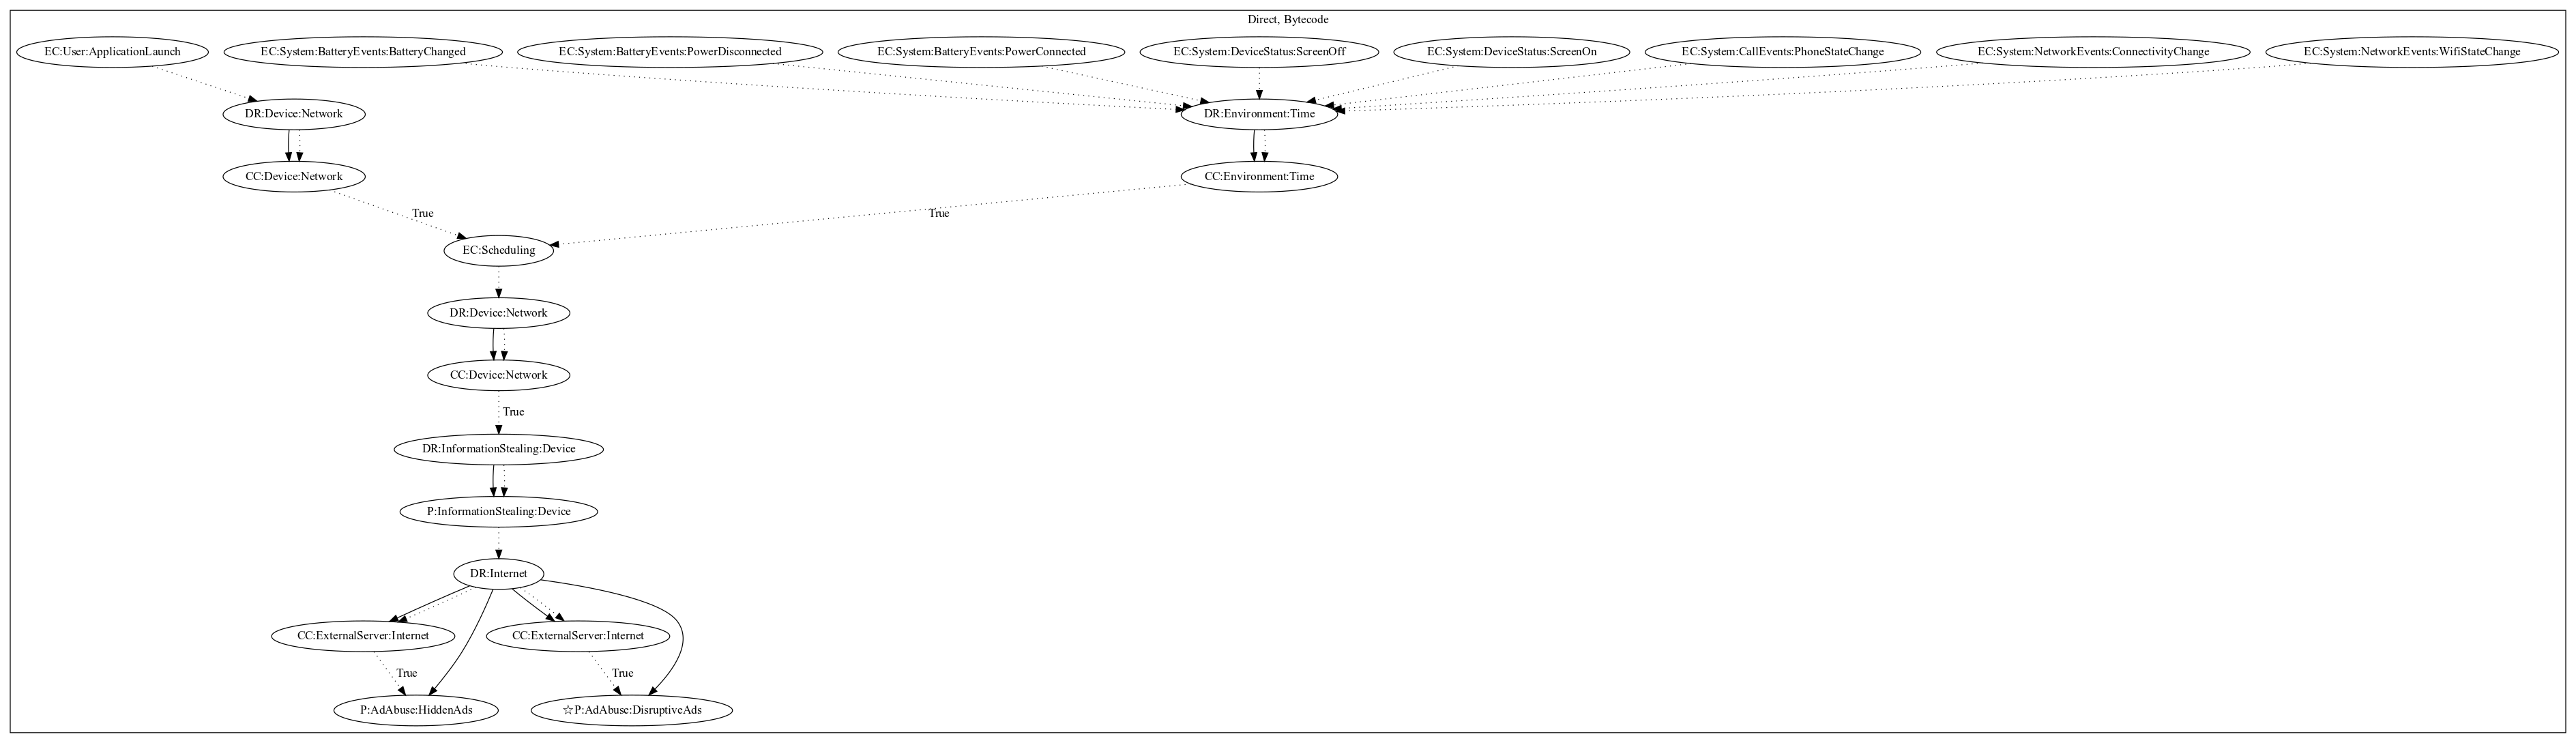 Direct, Bytecode
EC:User:ApplicationLaunch
EC:System:BatteryEvents:BatteryChanged
EC:System:BatteryEvents:PowerDisconnected
EC:System:BatteryEvents:PowerConnected
EC:System:DeviceStatus:ScreenOff
EC:System:DeviceStatus:ScreenOn
EC:System:CallEvents:PhoneStateChange
EC:System:NetworkEvents:ConnectivityChange
EC:System:NetworkEvents:WifiStateChange
DR:Device:Network
DR:Environment:Time
CC:Device:Network
CC:Environment:Time
True
True
EC:Scheduling
DR:Device:Network
CC:Device:Network
True
DR:InformationStealing:Device
P:InformationStealing:Device
DR:Internet
CC:ExternalServer:Internet
CC:ExternalServer:Internet
True
True
P:AdAbuse:HiddenAds
☆P:AdAbuse:DisruptiveAds